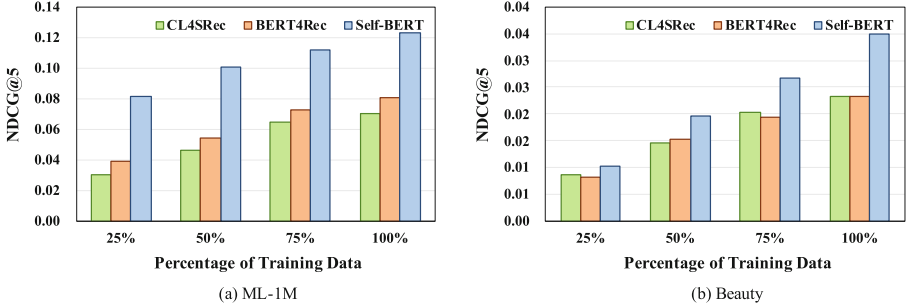 CL4SRec BERT4Rec Self-BERT
NDCG@5
0.14
0.12
0.10
0.08
0.06
0.04
0.02
0.00
25% 50% 75% 100%
Percentage of Training Data
(a) ML-1M
CL4SRec BERT4Rec Self-BERT
NDCG@5
0.04
0.03
0.03
0.02
0.02
0.01
0.01
0.00
25% 50% 75% 100%
Percentage of Training Data
(b) Beauty